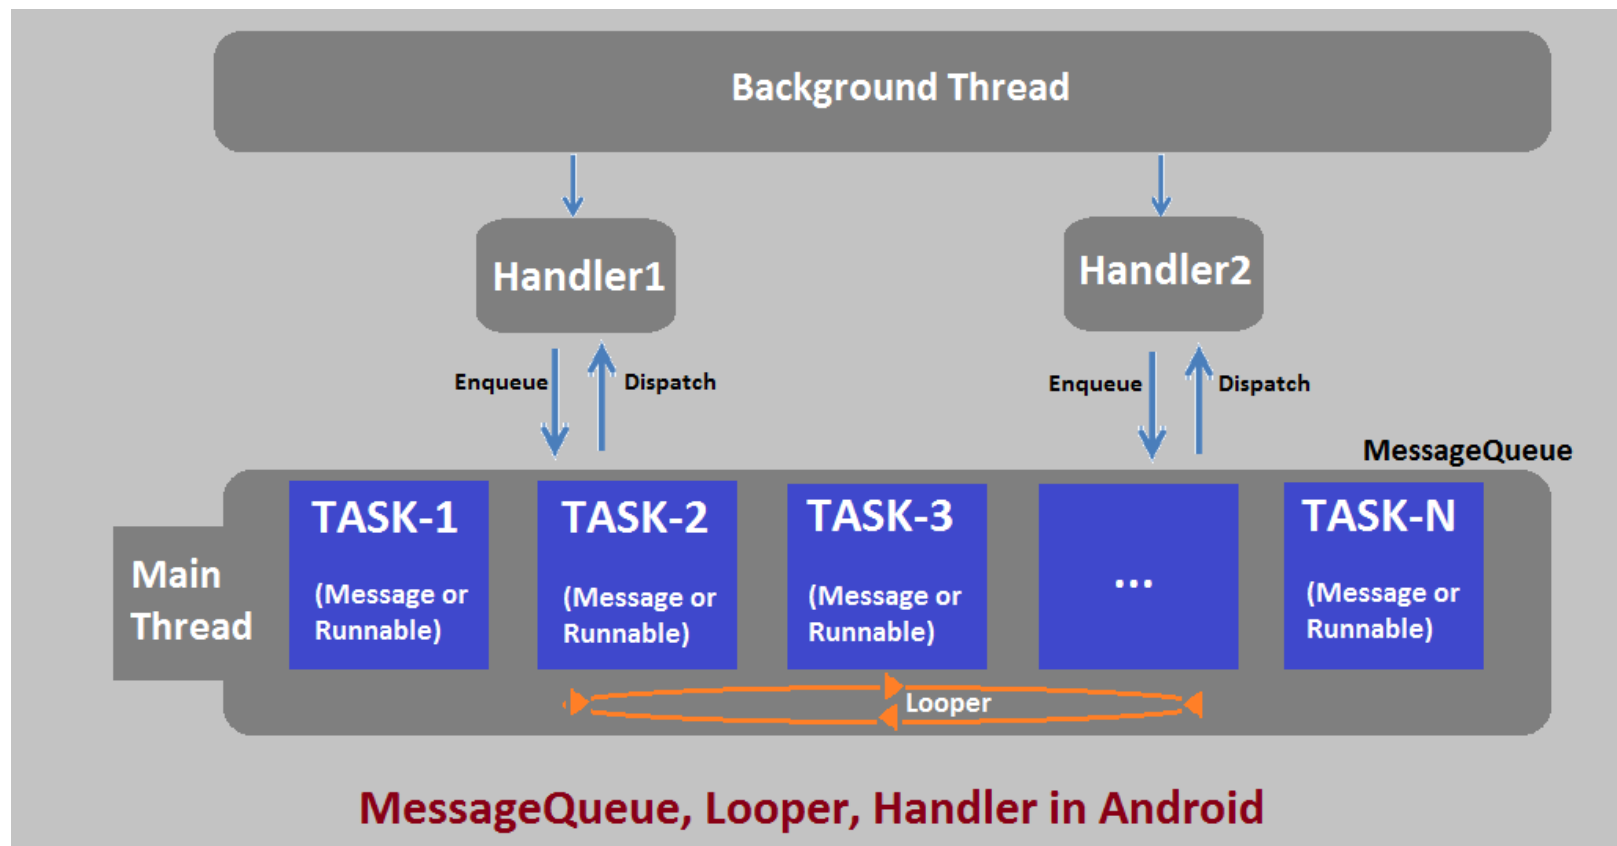 Background Thread
Handler1
Handler2
Enqueue
Dispatch
Enqueue
Dispatch
MessageQueue
Main
Thread
TASK-1
(Message or
Runnable)
TASK-2
(Message or
Runnable)
TASK-3
(Message or
Runnable)
...
TASK-N
(Message or
Runnable)
Looper
MessageQueue, Looper, Handler in Android